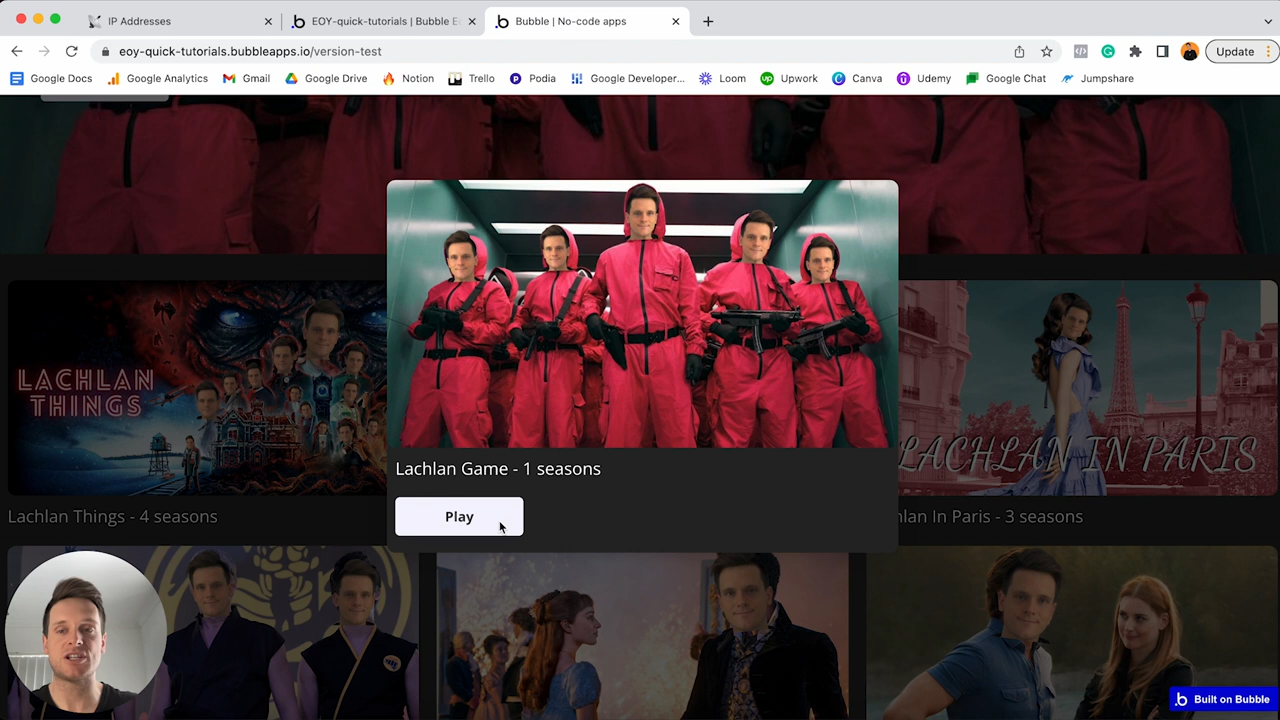 IP Addresses
EOY-quick-tutorials | Bubble E
Bubble | No-code apps
eoy-quick-tutorials.bubbleapps.io/version-test
Update
Google Docs
Google Analytics
Gmail
Google Drive
Notion
Trello
Podia
Google Developer...
Loom
Upwork
Canva
Udemy
Google Chat
Jumpshare
LACHLAN
THINGS
Lachlan Things - 4 seasons
Lachlan Game - 1 seasons
Play
LACHLAN IN PARIS
lan In Paris - 3 seasons
Built on Bubble